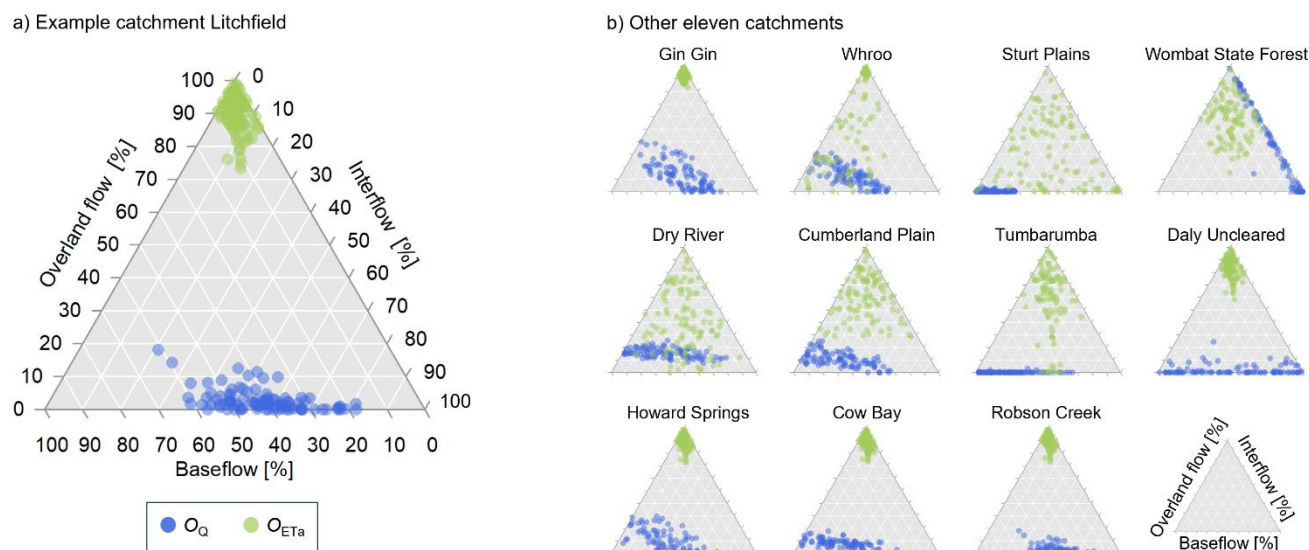 a) Example catchment Litchfield
100
90
80
70
60
50
40
30
20
10
0
Overland flow [%]
0
10
20
30
40
50
60
70
80
90
100
Interflow [%]
100 90 80 70 60 50 40 30 20 10 0
Baseflow [%]
OQ OETa
b) Other eleven catchments
Gin Gin Whroo Sturt Plains Wombat State Forest
Dry River Cumberland Plain Tumbarumba Daly Uncleared
Howard Springs Cow Bay Robson Creek
Overland flow [%]
Interflow [%]
Baseflow [%]